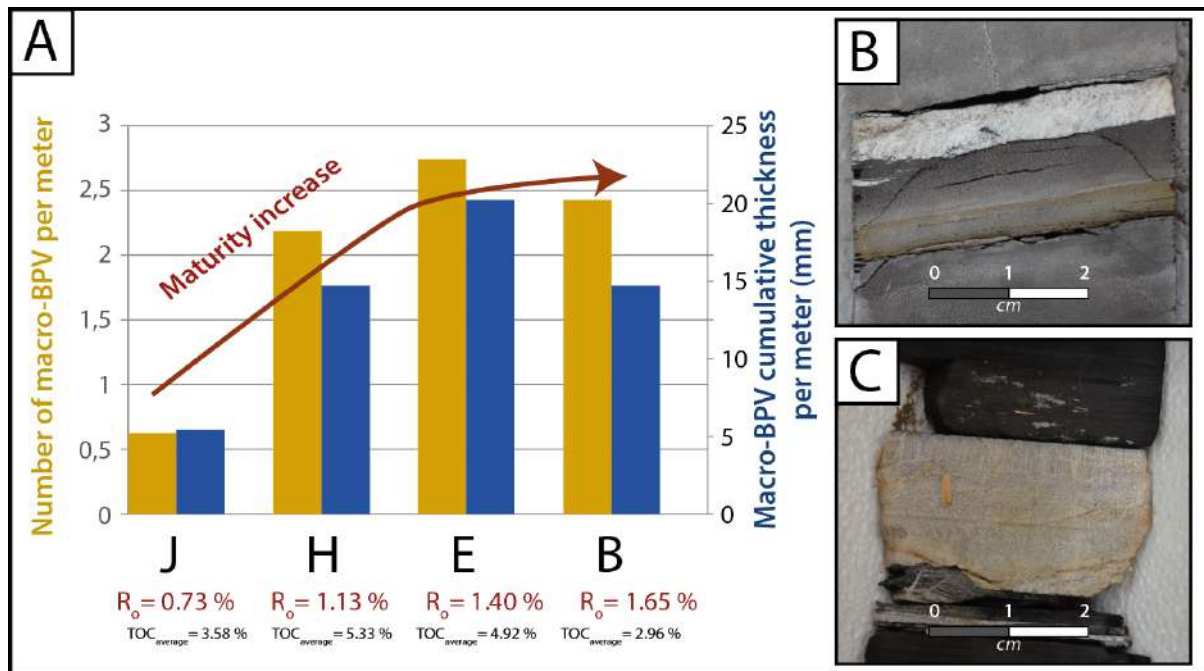 A
Number of macro-BPV per meter
3
2,5
2
1,5
1
0,5
0
Maturity increase
25
20
15
10
5
0
Macro-BPV cumulative thickness
per meter (mm)
J H E B
Ro= 0.73 % Ro= 1.13 % Ro= 1.40 % Ro= 1.65 %
TOCaverage= 3.58 % TOCaverage= 5.33 % TOCaverage= 4.92 % TOCaverage= 2.96 %
B
0 1 2
cm
C
0 1 2
cm